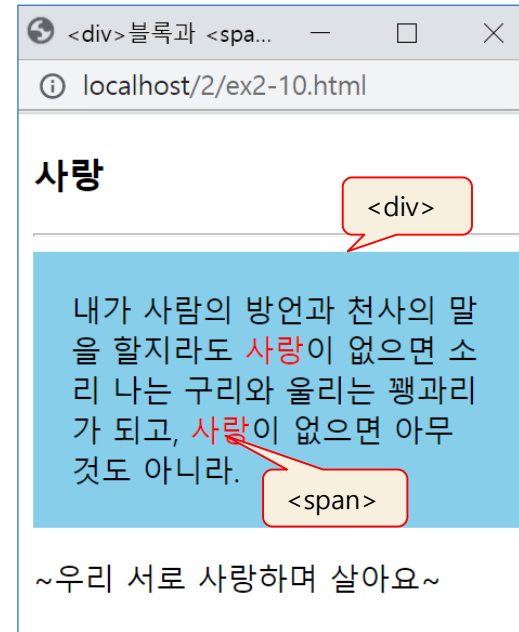 <div>블록과 <spa...
localhost/2/ex2-10.html
사랑
<div>
내가 사람의 방언과 천사의 말
을 할지라도 사랑이 없으면 소
리 나는 구리와 울리는 꽹과리
가 되고, 사랑이 없으면 아무
것도 아니라.
<span>
~우리 서로 사랑하며 살아요~